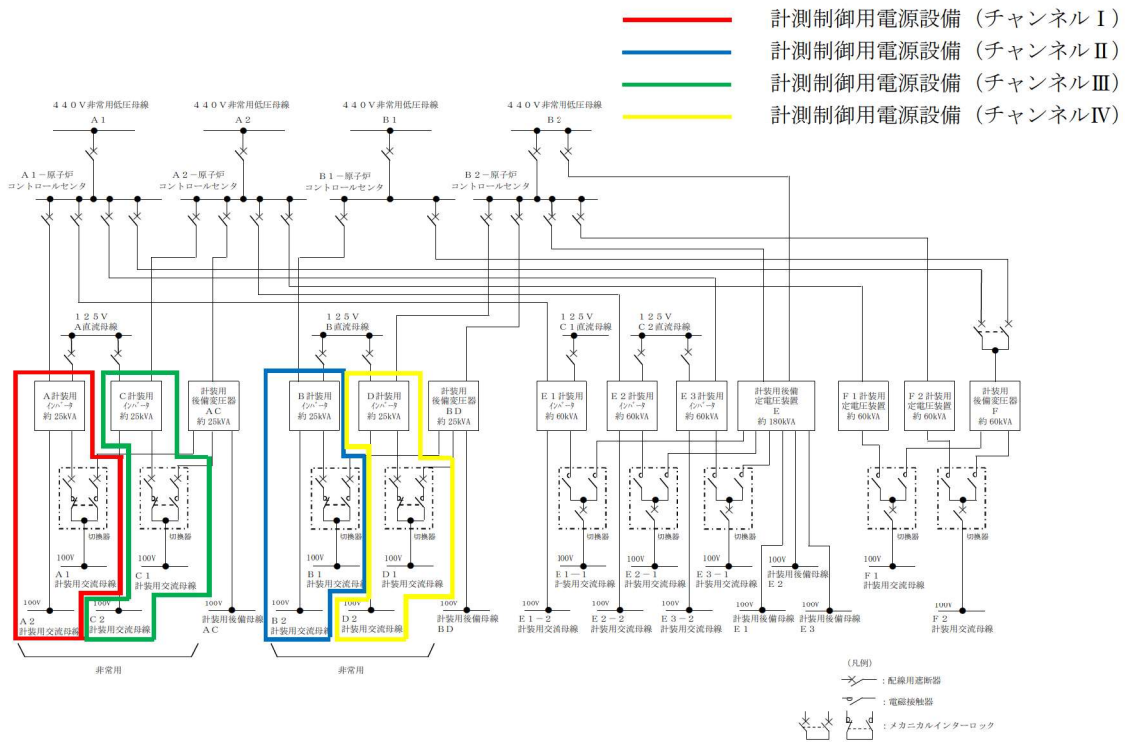 計測制御用電源設備（チャンネルⅠ）
計測制御用電源設備（チャンネルⅡ）
計測制御用電源設備（チャンネルⅢ）
計測制御用電源設備（チャンネルⅣ）
440V非常用低圧母線
A1
440V非常用低圧母線
A2
440V非常用低圧母線
B1
440V非常用低圧母線
B2
A1－原子炉
コントロールセンタ
A2－原子炉
コントロールセンタ
B1－原子炉
コントロールセンタ
B2－原子炉
コントロールセンタ
125V
A直流母線
125V
B直流母線
125V
C1直流母線
125V
C2直流母線
A計装用
インバータ
約25kVA
C計装用
インバータ
約25kVA
計装用
後備変圧器
AC
約25kVA
B計装用
インバータ
約25kVA
D計装用
インバータ
約25kVA
計装用
後備変圧器
BD
約25kVA
E1計装用
インバータ
約60kVA
E2計装用
インバータ
約60kVA
E3計装用
インバータ
約60kVA
計装用後備
定電圧装置
E
約180kVA
F1計装用
定電圧装置
約60kVA
F2計装用
定電圧装置
約60kVA
計装用
後備変圧器
F
約60kVA
切換器
切換器
切換器
切換器
切換器
切換器
切換器
切換器
切換器
100V
A1
計装用交流母線
100V
C1
計装用交流母線
100V
B1
計装用交流母線
100V
D1
計装用交流母線
100V
E1－1
計装用交流母線
100V
E2－1
計装用交流母線
100V
E3－1
計装用交流母線
100V
計装用後備母線
E2
100V
F1
計装用交流母線
100V
A2
計装用交流母線
100V
C2
計装用交流母線
100V
計装用後備母線
AC
100V
B2
計装用交流母線
100V
D2
計装用交流母線
100V
計装用後備母線
BD
100V
E1－2
計装用交流母線
100V
E2－2
計装用交流母線
100V
E3－2
計装用交流母線
100V
計装用後備母線
E1
100V
計装用後備母線
E3
100V
F2
計装用交流母線
非常用
非常用
(凡例)
：配線用遮断器
：電磁接触器
：メカニカルインターロック